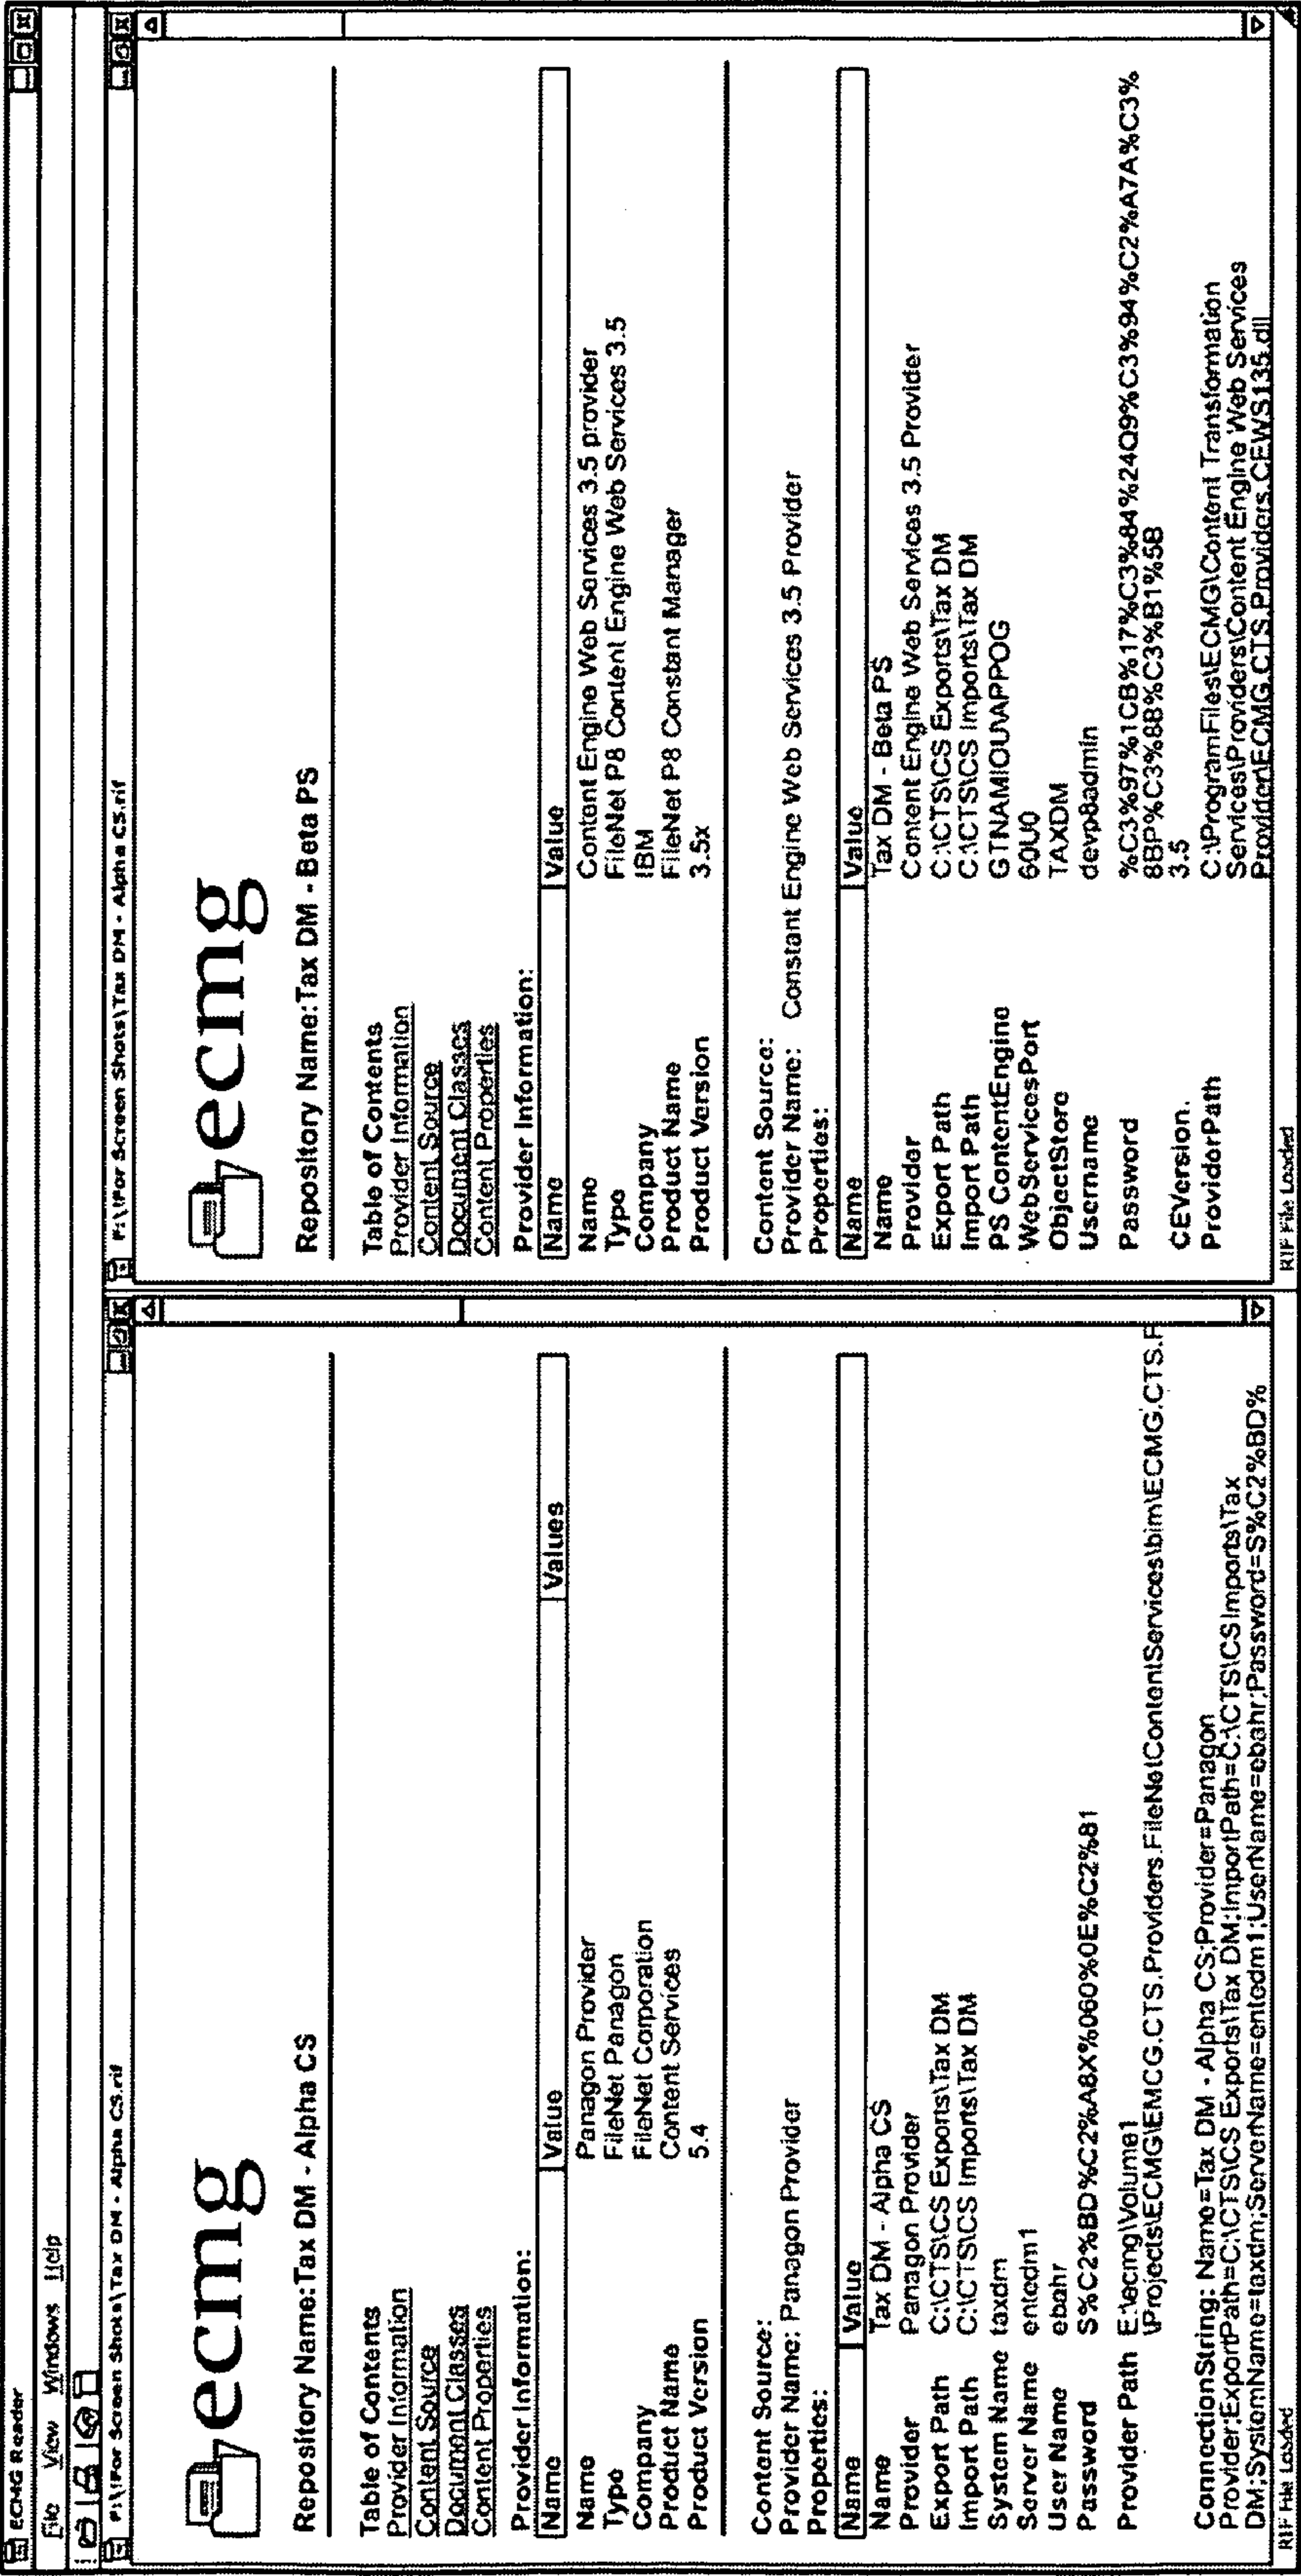 ECMG Reader
File View Windows Help
F:\!For Screen Shots\Tax DM - Alpha CS.rif
ecmg
Repository Name:Tax DM - Alpha CS
Table of Contents
Provider Information
Content Source
Document Classes
Content Properties
Provider Information:
Name Value Values
Name Panagon Provider
Type FileNet Panagon
Company FileNet Corporation
Product Name Content Services
Product Version 5.4
Content Source:
Provider Name: Panagon Provider
Properties:
Name Value
Name Tax DM - Alpha CS
Provider Panagon Provider
Export Path C:\CTS\CS Exports\Tax DM
Import Path C:\CTS\CS Imports\Tax DM
System Name taxdm
Server Name entcdm1
User Name ebahr
Password S%C2%BD%C2%A8X%060%0E%C2%81
Provider Path E:\ecmg\Volume1
\Projects\ECMG\EMCG.CTS.Providers.FileNetContentServices\bim\ECMG.CTS.F
ConnectionString: Name=Tax DM - Alpha CS;Provider=Panagon
Provider;ExportPath=C:\CTS\CS Exports\Tax DM;ImportPath=C:\CTS\CSImports\Tax
DM;SystemName=taxdm;ServerName=entcdm1;UserName=ebahr;Password=S%C2%BD%
RIF File Loaded
F:\!For Screen Shots\Tax DM - Alpha CS.rif
ecmg
Repository Name:Tax DM - Beta PS
Table of Contents
Provider Information
Content Source
Document Classes
Content Properties
Provider Information:
Name Value
Name Content Engine Web Services 3.5 provider
Type FileNet P8 Content Engine Web Services 3.5
Company IBM
Product Name FileNet P8 Constant Manager
Product Version 3.5x
Content Source:
Provider Name: Constant Engine Web Services 3.5 Provider
Properties:
Name Value
Name Tax DM - Beta PS
Provider Content Engine Web Services 3.5 Provider
Export Path C:\CTS\CS Exports\Tax DM
Import Path C:\CTS\CS Imports\Tax DM
PS ContentEngine GTNAMIOUVAPPOG
WebServicesPort 60U0
ObjectStore TAXDM
Username devp8admin
Password %C3%97%1CB%17%C3%84%24Q9%C3%94%C2%A7A%C3%
8BP%C3%8B%C3%B1%5B
CEVersion. 3.5
ProviderPath C:\ProgramFiles\ECMG\Content Transformation
Services\Providers\Content Engine Web Services
Provider\ECMG.CTS.Providers.CEWS135.dll
RIF File Loaded